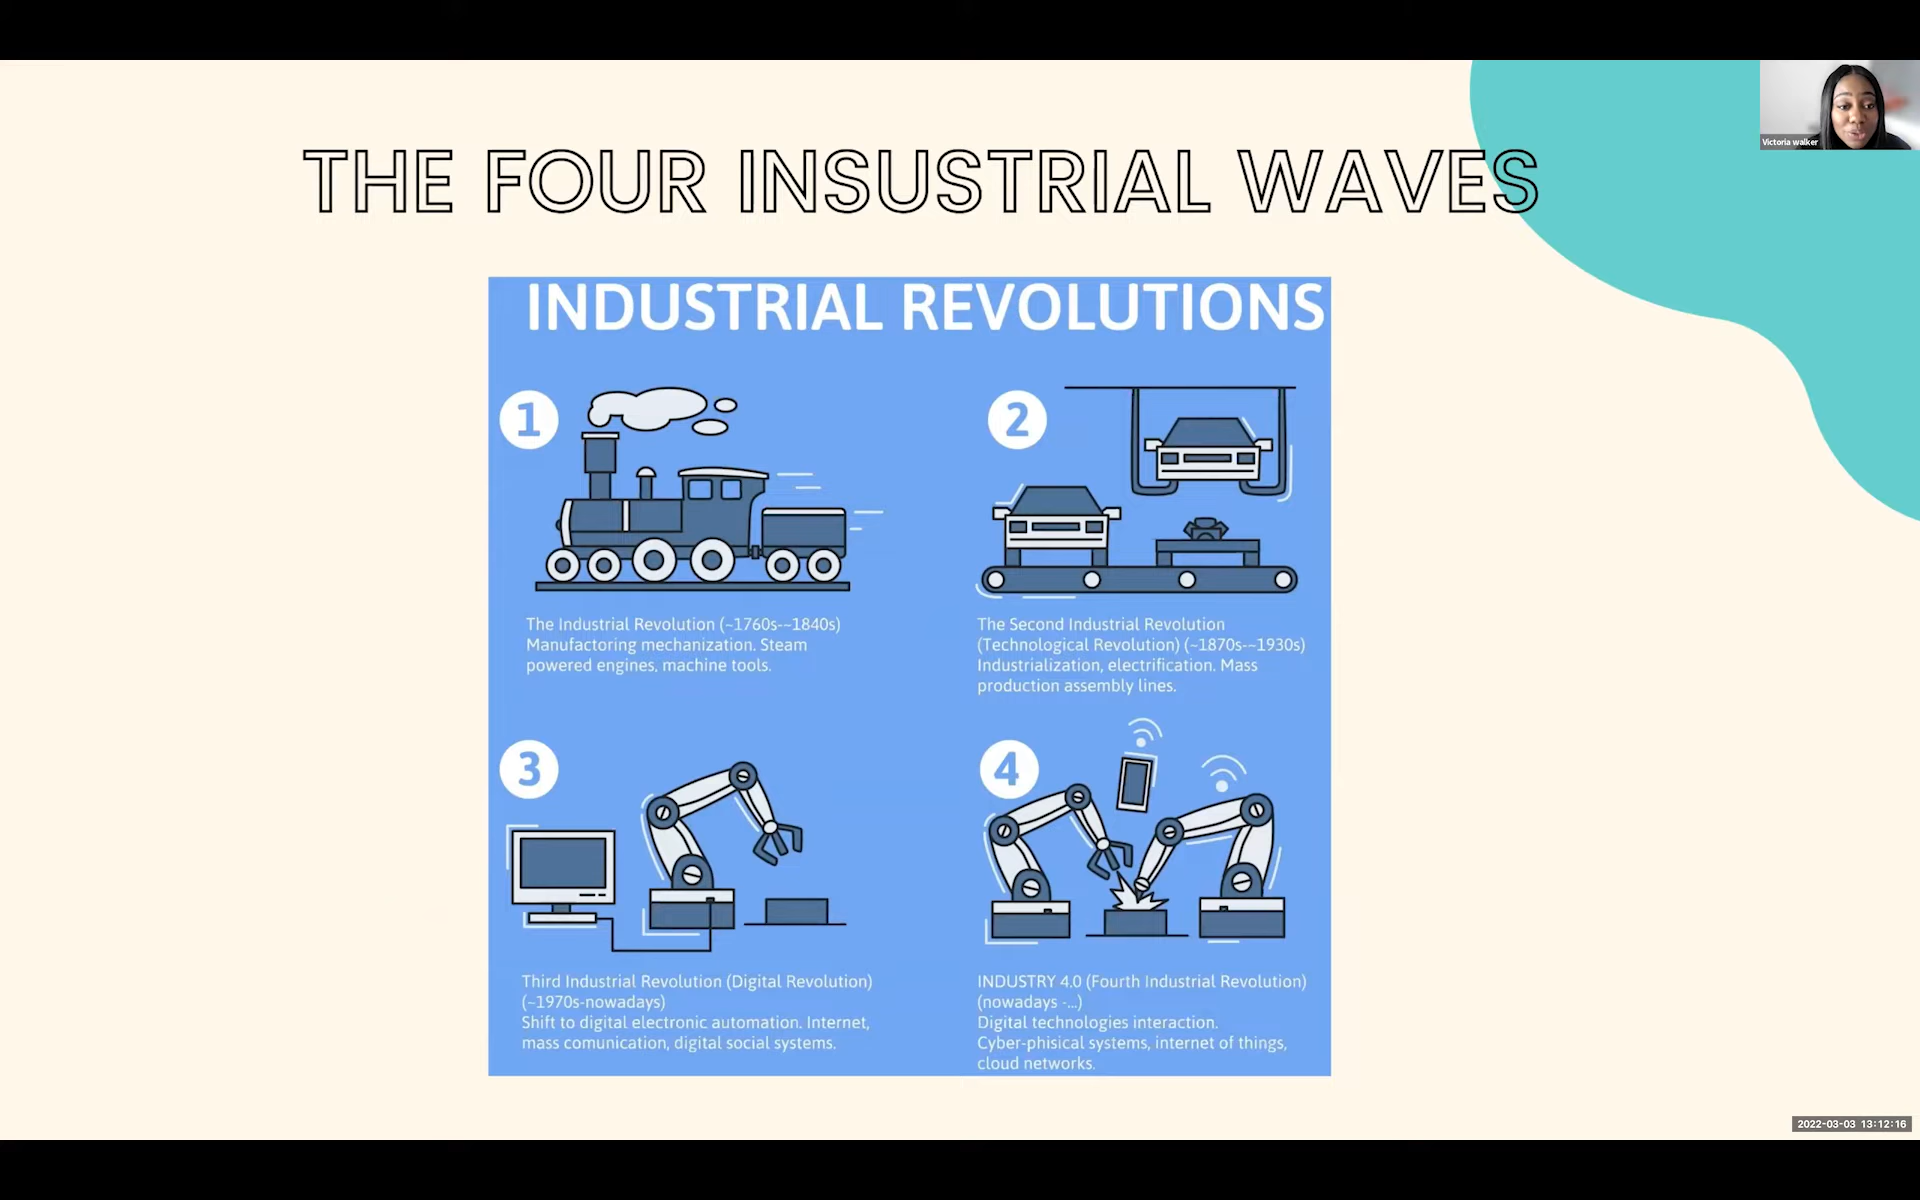 THE FOUR INSUSTRIAL WAVES
Victoria walker
INDUSTRIAL REVOLUTIONS
1
The Industrial Revolution (~1760s-~1840s)
Manufactoring mechanization. Steam
powered engines, machine tools.
2
The Second Industrial Revolution
(Technological Revolution) (~1870s-~1930s)
Industrialization, electrification. Mass
production assembly lines.
3
Third Industrial Revolution (Digital Revolution)
(~1970s-nowadays)
Shift to digital electronic automation. Internet,
mass comunication, digital social systems.
4
INDUSTRY 4.0 (Fourth Industrial Revolution)
(nowadays -...)
Digital technologies interaction.
Cyber-phisical systems, internet of things,
cloud networks.
2022-03-03 13:12:16